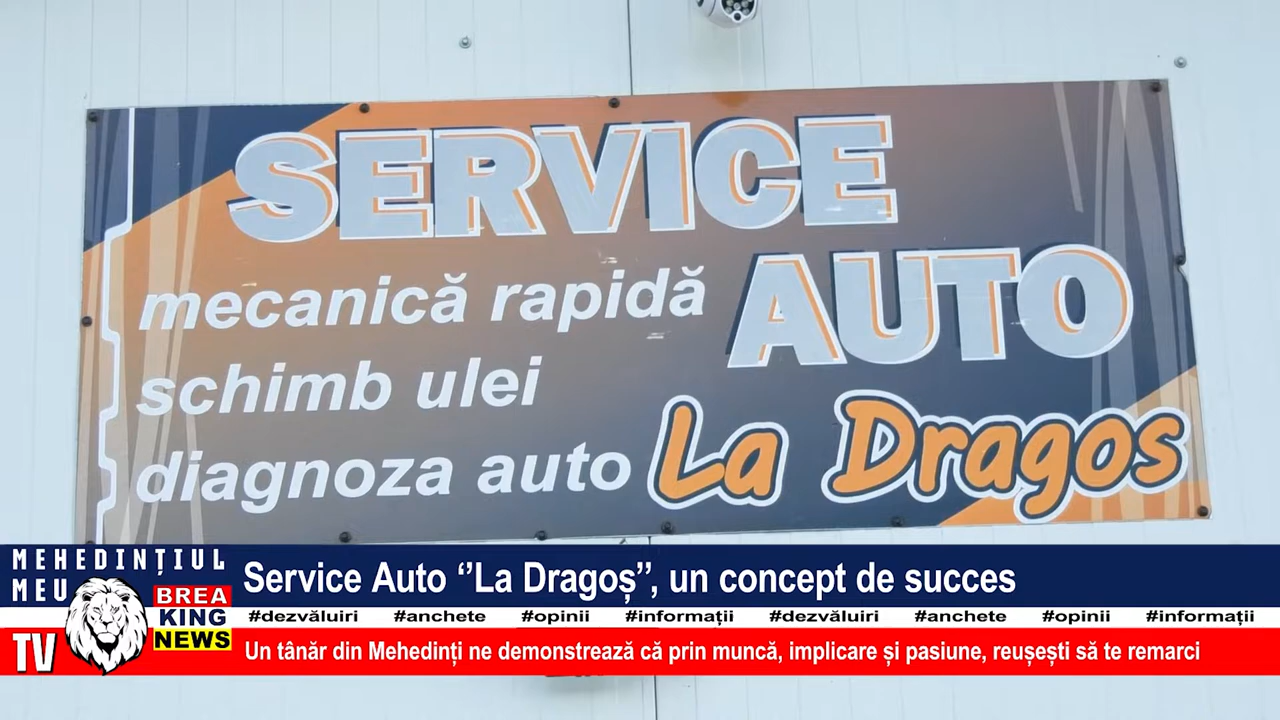 SERVICE
AUTO
mecanică rapidă
schimb ulei
diagnoza auto
La Dragos
MEHEDINȚIUL
MEU
TV
BREA
KING
NEWS
Service Auto ‘’La Dragoș’’, un concept de succes
#dezvăluiri #anchete #opinii #informații #dezvăluiri #anchete #opinii #informații
Un tânăr din Mehedinți ne demonstrează că prin muncă, implicare și pasiune, reușești să te remarci